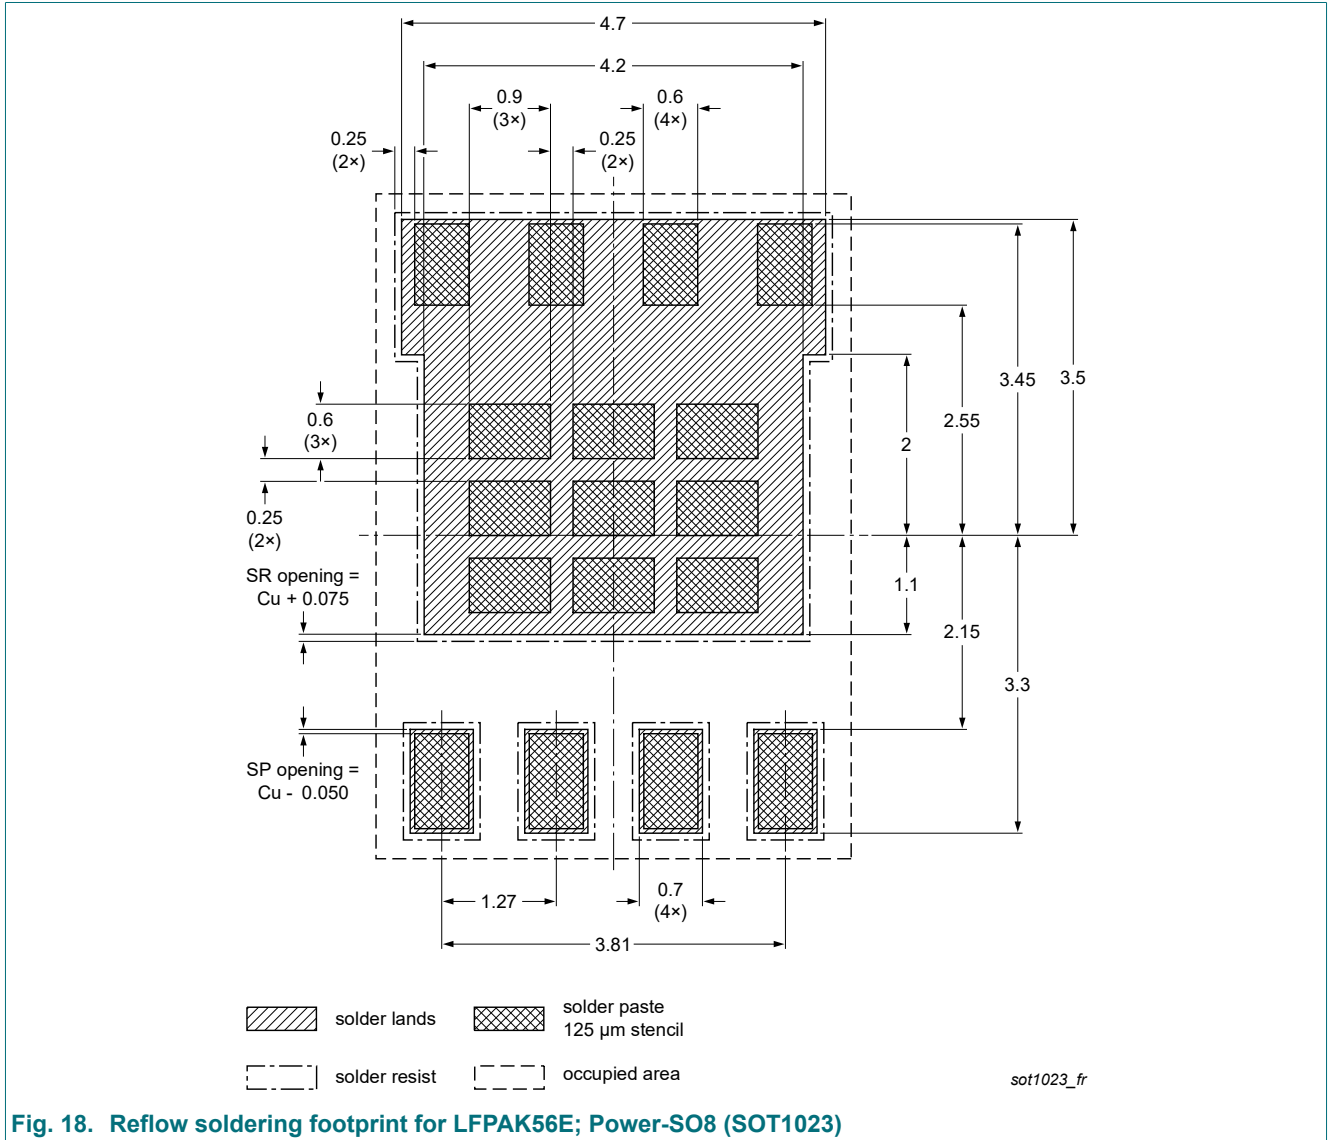 4.7
4.2
0.9
(3×)
0.6
(4×)
0.25
(2×)
0.25
(2×)
3.45
3.5
2.55
2
0.6
(3×)
0.25
(2×)
SR opening =
Cu + 0.075
1.1
2.15
3.3
SP opening =
Cu - 0.050
1.27
0.7
(4×)
3.81
solder lands
solder paste
125 µm stencil
solder resist
occupied area
sot1023_fr
Fig. 18. Reflow soldering footprint for LFPAK56E; Power-SO8 (SOT1023)